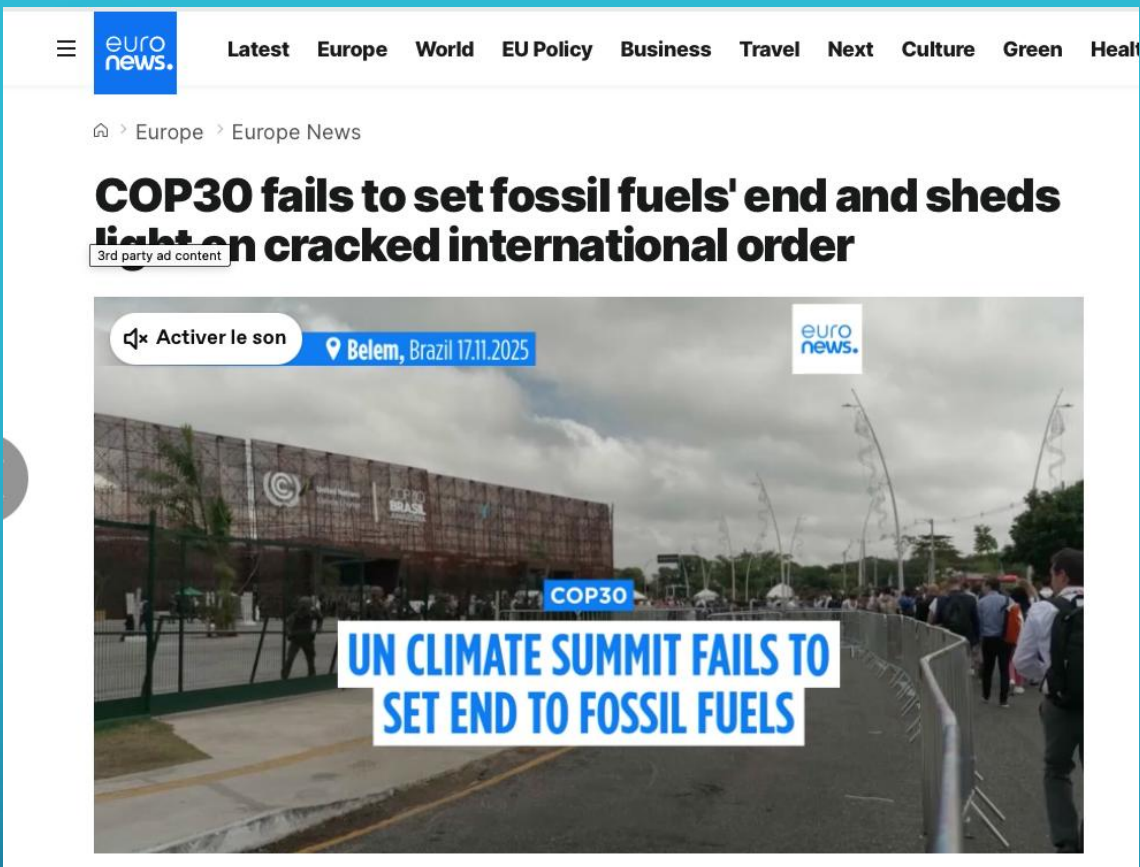 euro
news.
Latest Europe World EU Policy Business Travel Next Culture Green Healt
Europe Europe News
COP30 fails to set fossil fuels' end and sheds
light on cracked international order
3rd party ad content
Activer le son
Belem, Brazil 17.11.2025
euro
news.
BRASIL
COP30
UN CLIMATE SUMMIT FAILS TO
SET END TO FOSSIL FUELS